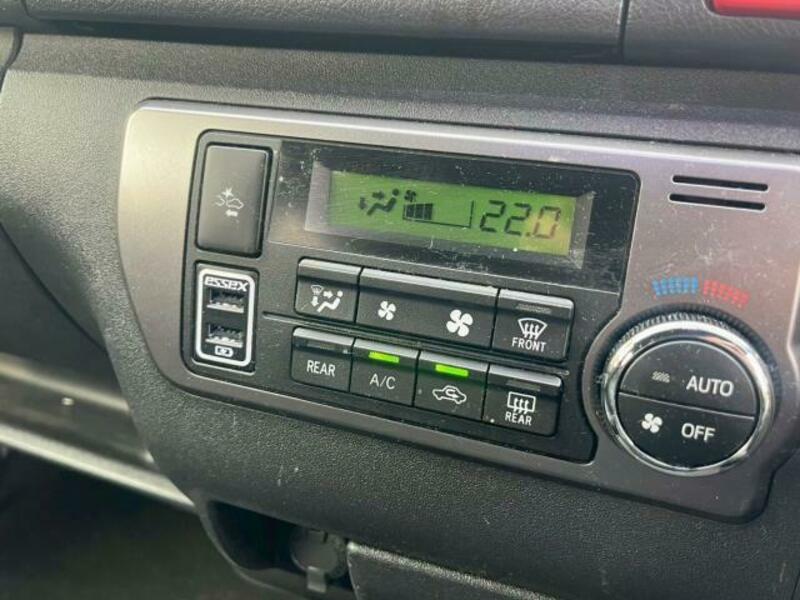 22.0
essex
FRONT
REAR
A/C
REAR
AUTO
OFF